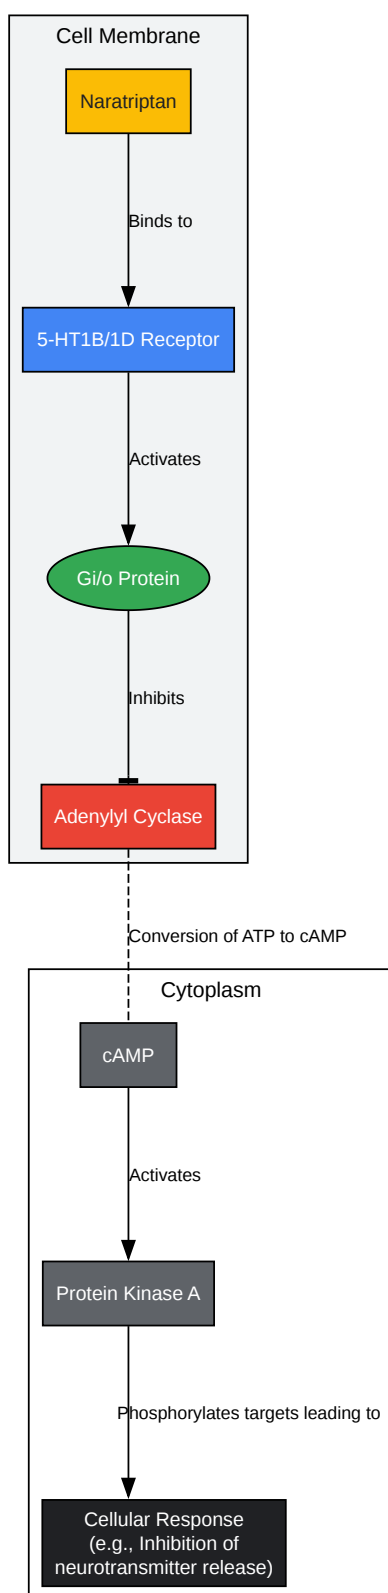 Cell Membrane
Naratriptan
Binds to
5-HT1B/1D Receptor
Activates
Gi/o Protein
Inhibits
Adenylyl Cyclase
Conversion of ATP to cAMP
Cytoplasm
cAMP
Activates
Protein Kinase A
Phosphorylates targets leading to
Cellular Response
(e.g., Inhibition of
neurotransmitter release)